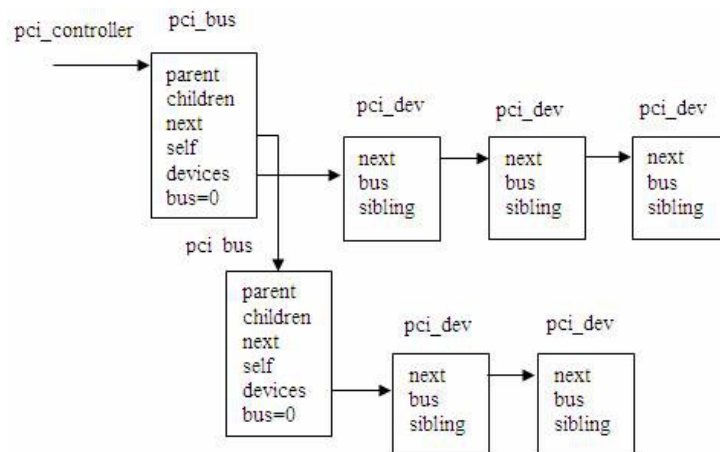 pci_bus
pci_controller
parent
children
next
self
devices
bus=0
pci_dev
next
bus
sibling
pci_dev
next
bus
sibling
pci_dev
next
bus
sibling
pci bus
parent
children
next
self
devices
bus=0
pci_dev
next
bus
sibling
pci_dev
next
bus
sibling